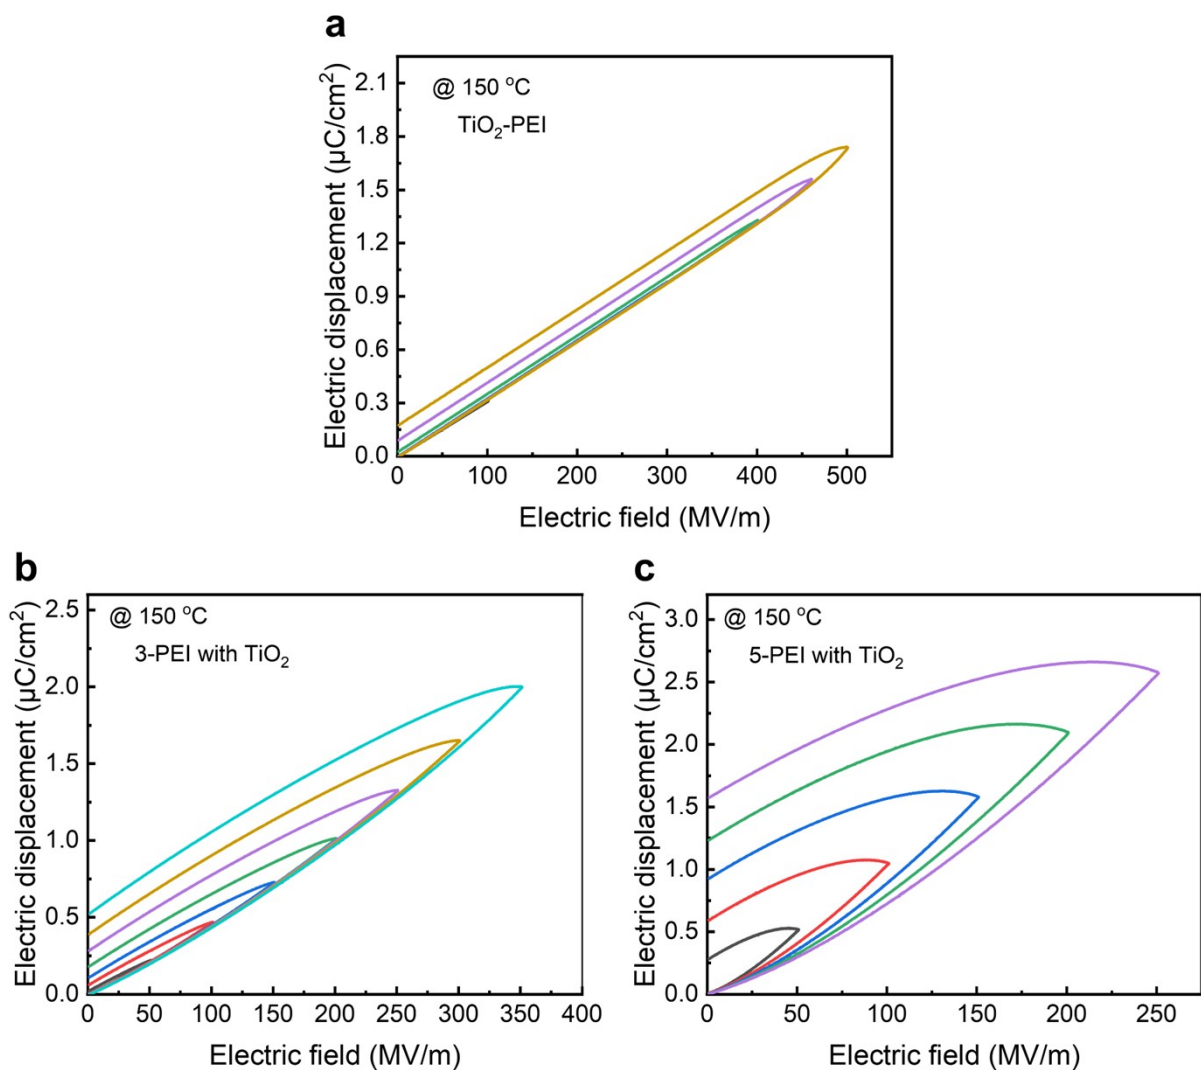 a
@ 150 °C
TiO₂-PEI
Electric displacement (μC/cm²)
2.1
1.8
1.5
1.2
0.9
0.6
0.3
0.0
0 100 200 300 400 500
Electric field (MV/m)
b
@ 150 °C
3-PEI with TiO₂
Electric displacement (μC/cm²)
2.5
2.0
1.5
1.0
0.5
0.0
0 50 100 150 200 250 300 350 400
Electric field (MV/m)
c
@ 150 °C
5-PEI with TiO₂
Electric displacement (μC/cm²)
3.0
2.5
2.0
1.5
1.0
0.5
0.0
0 50 100 150 200 250
Electric field (MV/m)